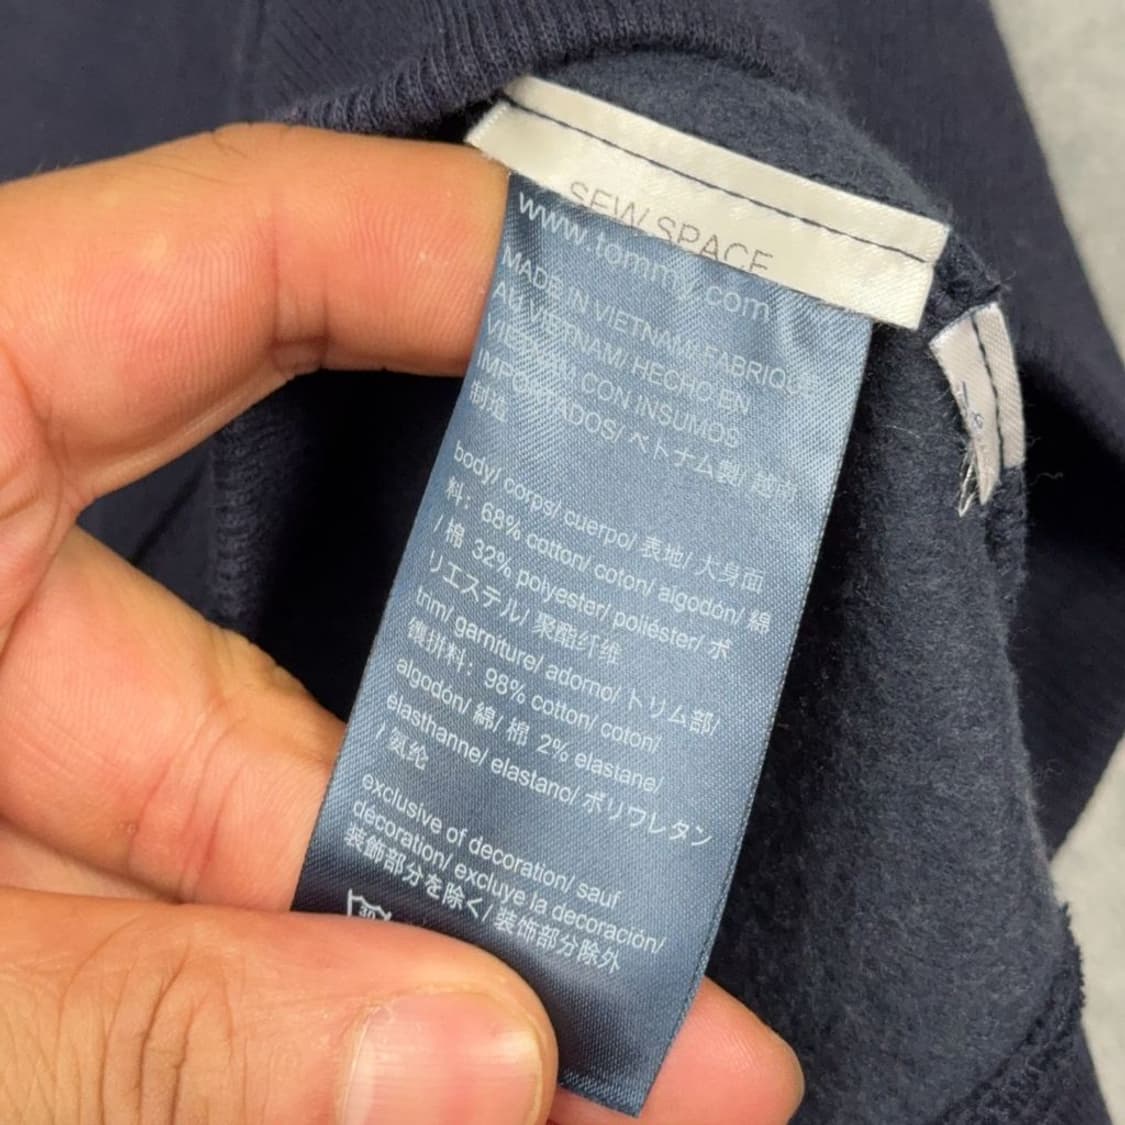 SEW SPACE
www.tommy.com
MADE IN VIETNAM/ FABRIQUÉ
AU VIETNAM/ HECHO EN
VIETNAM CON INSUMOS
IMPORTADOS/ ベトナム製/ 越南
制造
body/ corps/ cuerpo/ 表地/ 大身面
料: 68% cotton/ coton/ algodón/ 綿
/ 棉 32% polyester/ poliéster/ ポ
リエステル/ 聚酯纤维
trim/ garniture/ adorno/ トリム部/
镶拼料: 98% cotton/ coton/
algodón/ 綿/ 棉 2% elastane/
élasthanne/ elastano/ ポリウレタン
/ 氨纶
exclusive of decoration/ sauf
décoration/ excluye la decoración/
装飾部分を除く/ 装饰部分除外
30